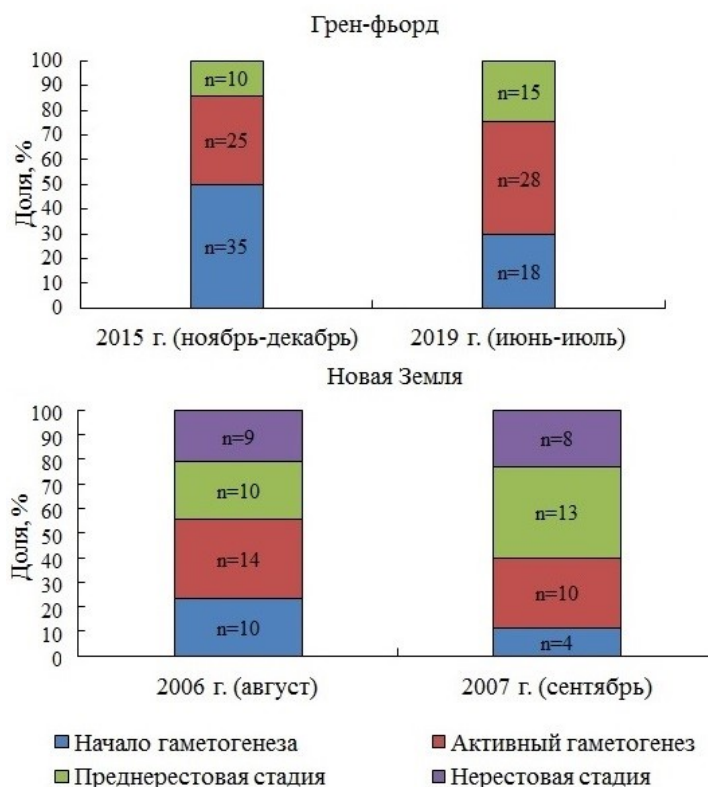 Грен-фьорд
Доля, %
100
90
80
70
60
50
40
30
20
10
0
n=10
n=25
n=35
n=15
n=28
n=18
2015 г. (ноябрь-декабрь) 2019 г. (июнь-июль)
Новая Земля
Доля, %
100
90
80
70
60
50
40
30
20
10
0
n=9
n=10
n=14
n=10
n=8
n=13
n=10
n=4
2006 г. (август) 2007 г. (сентябрь)
Начало гаметогенеза Активный гаметогенез
Преднерестовая стадия Нерестовая стадия